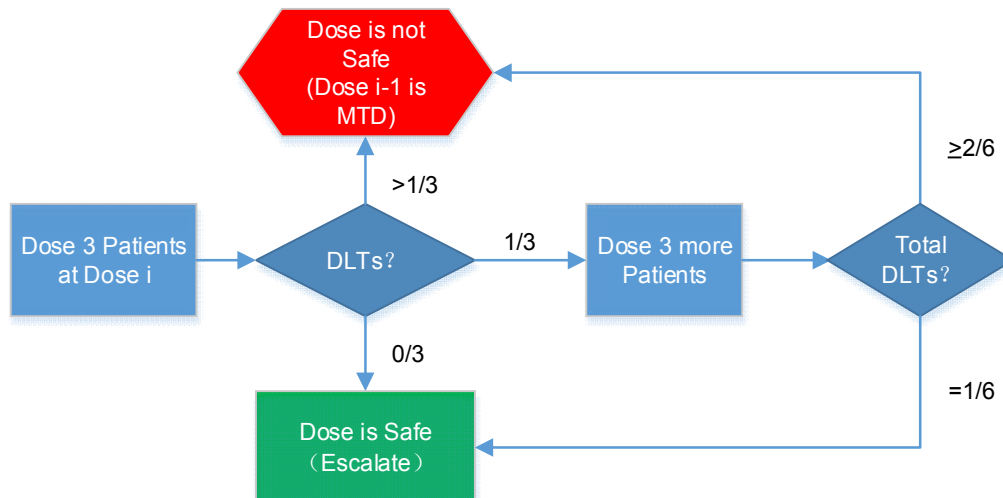 Dose is not
Safe
(Dose i-1 is
MTD)
≥2/6
>1/3
Dose 3 Patients
at Dose i
DLTs？
1/3
Dose 3 more
Patients
Total
DLTs？
0/3
=1/6
Dose is Safe
（Escalate）